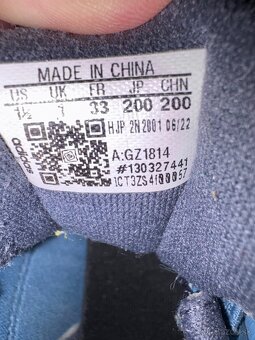 MADE IN CHINA
US UK FR JP CHN
1½ 1 33 200 200
HJP 2N2001 06/22
adidas
A:GZ1814
#130327441
1CT3ZS4I00057